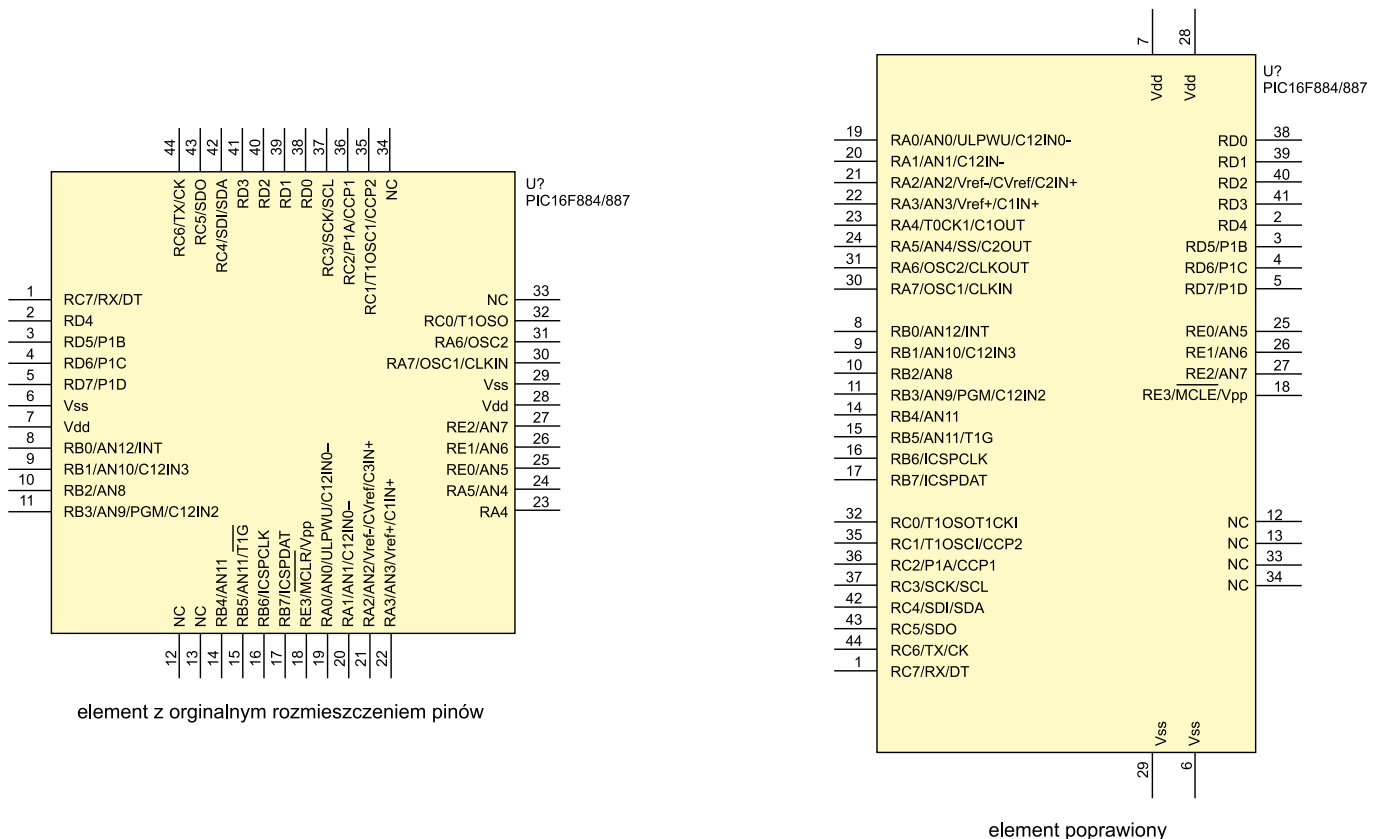 44
43
42
41
40
39
38
37
36
35
34
RC6/TX/CK
RC5/SDO
RC4/SDI/SDA
RD3
RD2
RD1
RD0
RC3/SCK/SCL
RC2/P1A/CCP1
RC1/T1OSC1/CCP2
NC
U?
PIC16F884/887
1 RC7/RX/DT
2 RD4
3 RD5/P1B
4 RD6/P1C
5 RD7/P1D
6 Vss
7 Vdd
8 RB0/AN12/INT
9 RB1/AN10/C12IN3
10 RB2/AN8
11 RB3/AN9/PGM/C12IN2
NC 33
RC0/T1OSO 32
RA6/OSC2 31
RA7/OSC1/CLKIN 30
Vss 29
Vdd 28
RE2/AN7 27
RE1/AN6 26
RE0/AN5 25
RA5/AN4 24
RA4 23
NC
NC
RB4/AN11
RB5/AN11/T1G
RB6/ICSPCLK
RB7/ICSPDAT
RE3/MCLR/Vpp
RA0/AN0/ULPWU/C12IN0-
RA1/AN1/C12IN0-
RA2/AN2/Vref-/CVref/C3IN+
RA3/AN3/Vref+/C1IN+
12
13
14
15
16
17
18
19
20
21
22
element z orginalnym rozmieszczeniem pinów
7
28
Vdd
Vdd
U?
PIC16F884/887
19 RA0/AN0/ULPWU/C12IN0-
20 RA1/AN1/C12IN-
21 RA2/AN2/Vref-/CVref/C2IN+
22 RA3/AN3/Vref+/C1IN+
23 RA4/T0CK1/C1OUT
24 RA5/AN4/SS/C2OUT
31 RA6/OSC2/CLKOUT
30 RA7/OSC1/CLKIN
8 RB0/AN12/INT
9 RB1/AN10/C12IN3
10 RB2/AN8
11 RB3/AN9/PGM/C12IN2
14 RB4/AN11
15 RB5/AN11/T1G
16 RB6/ICSPCLK
17 RB7/ICSPDAT
32 RC0/T1OSOT1CKI
35 RC1/T1OSCI/CCP2
36 RC2/P1A/CCP1
37 RC3/SCK/SCL
42 RC4/SDI/SDA
43 RC5/SDO
44 RC6/TX/CK
1 RC7/RX/DT
RD0 38
RD1 39
RD2 40
RD3 41
RD4 2
RD5/P1B 3
RD6/P1C 4
RD7/P1D 5
RE0/AN5 25
RE1/AN6 26
RE2/AN7 27
RE3/MCLE/Vpp 18
NC 12
NC 13
NC 33
NC 34
Vss
Vss
29
6
element poprawiony